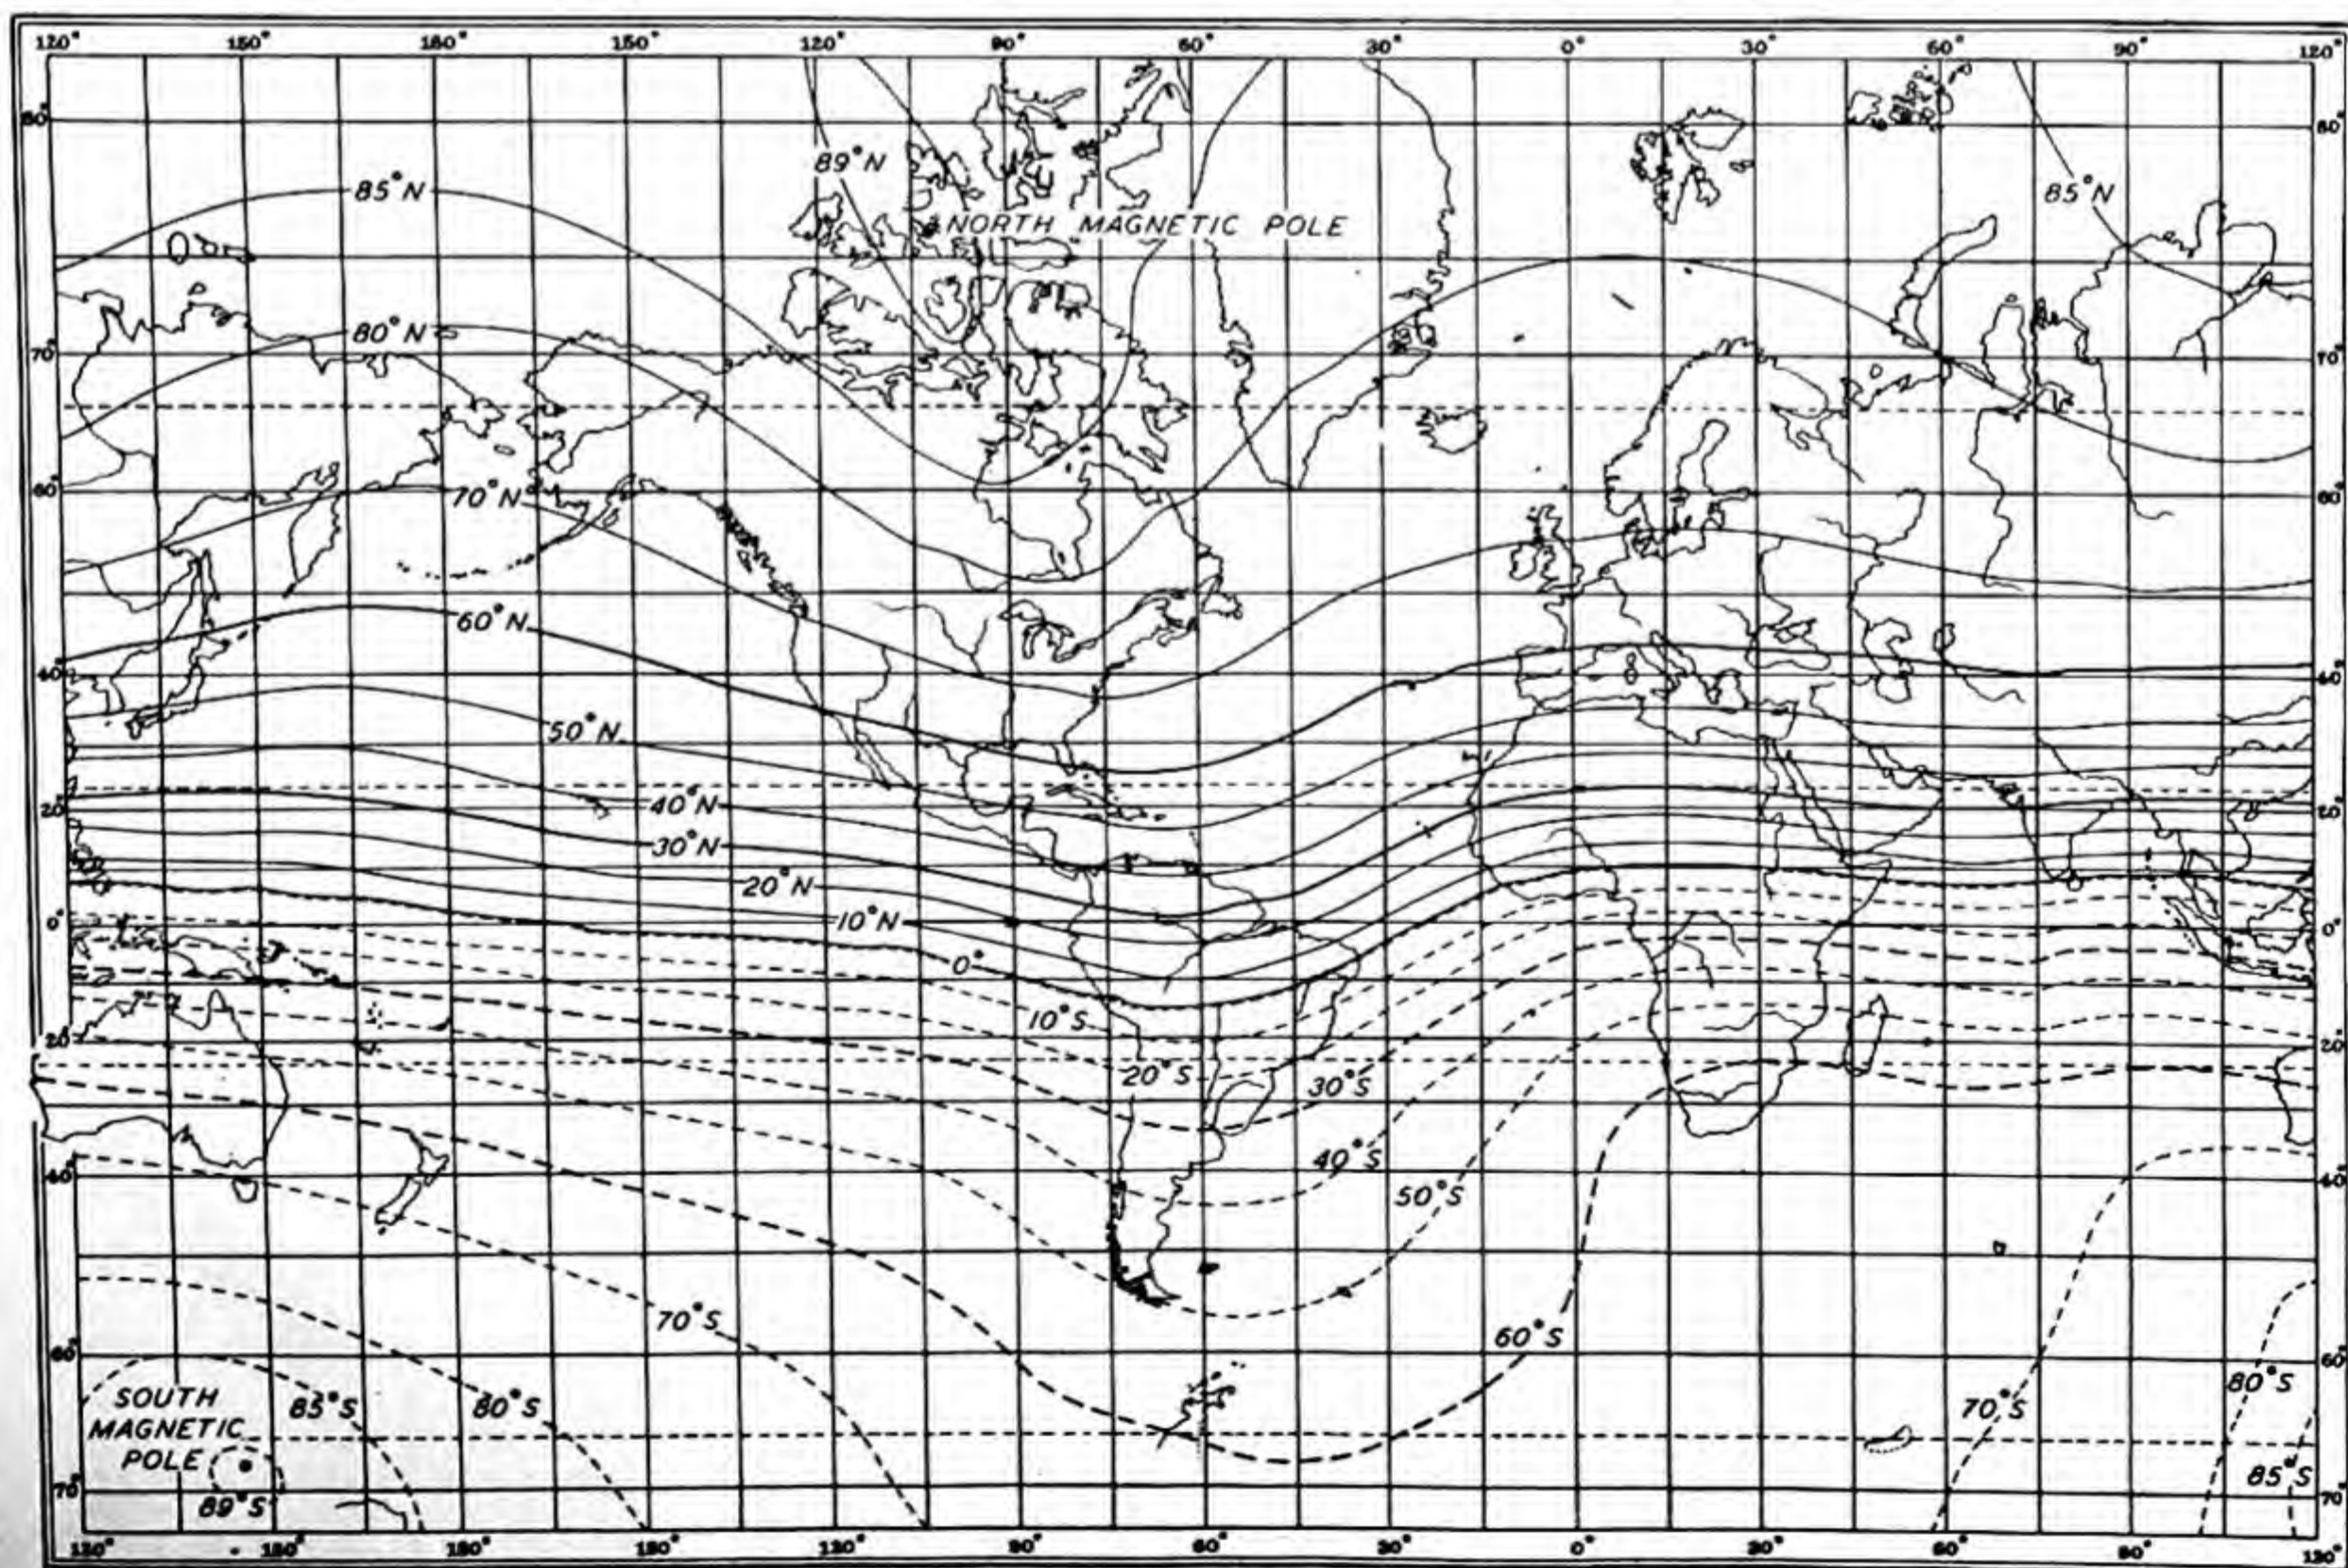 120° 150° 180° 150° 120° 90° 60° 30° 0° 30° 60° 90° 120°
80° 80°
89°N
85°N 85°N
NORTH MAGNETIC POLE
80°N
70° 70°
60° 70°N 60°
60°N
40° 40°
50°N
20° 40°N 20°
30°N
20°N
0° 10°N 0°
0°
10°S
20° 20°
20°S 30°S
40°S
40° 50°S 40°
70°S 60°S
60° 60°
SOUTH 85°S 80°S 70°S 80°S
MAGNETIC
POLE
85°S
70° 89°S 70°
120° 150° 180° 120° 90° 60° 30° 0° 30° 60° 90° 120°